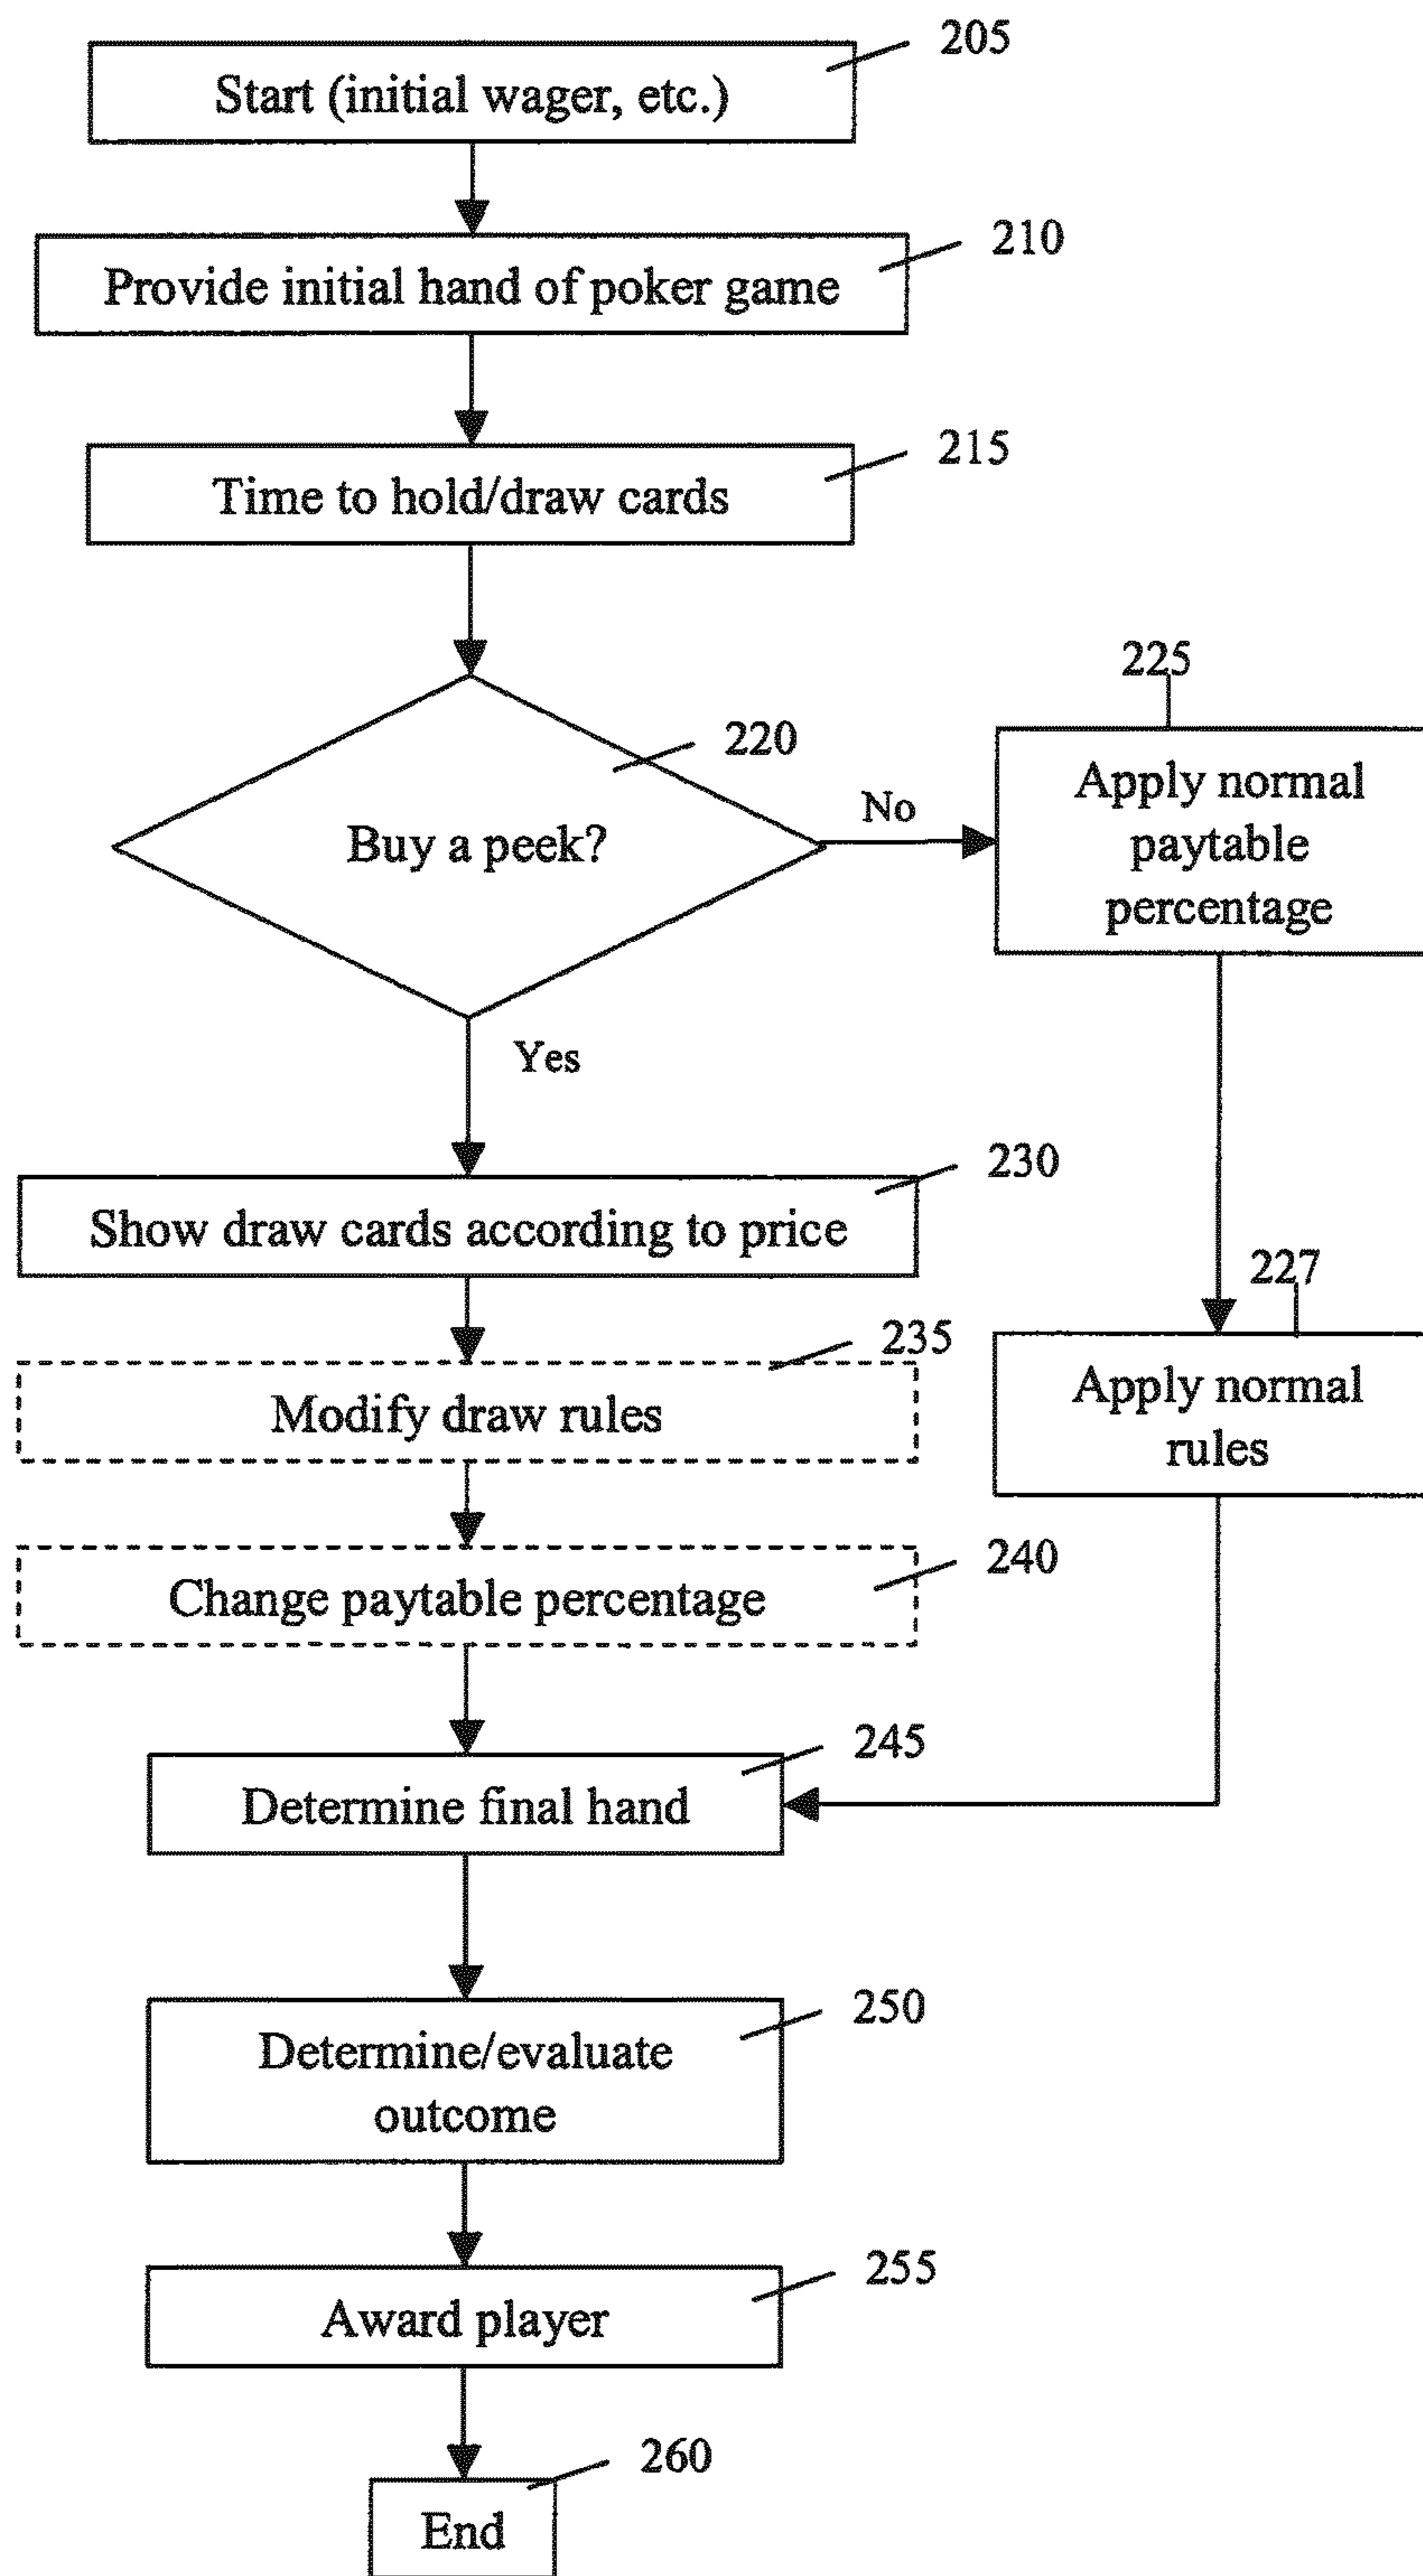 205
Start (initial wager, etc.)
210
Provide initial hand of poker game
215
Time to hold/draw cards
220
Buy a peek?
No
225
Apply normal
paytable
percentage
Yes
230
Show draw cards according to price
227
Apply normal
rules
235
Modify draw rules
240
Change paytable percentage
245
Determine final hand
250
Determine/evaluate
outcome
255
Award player
260
End